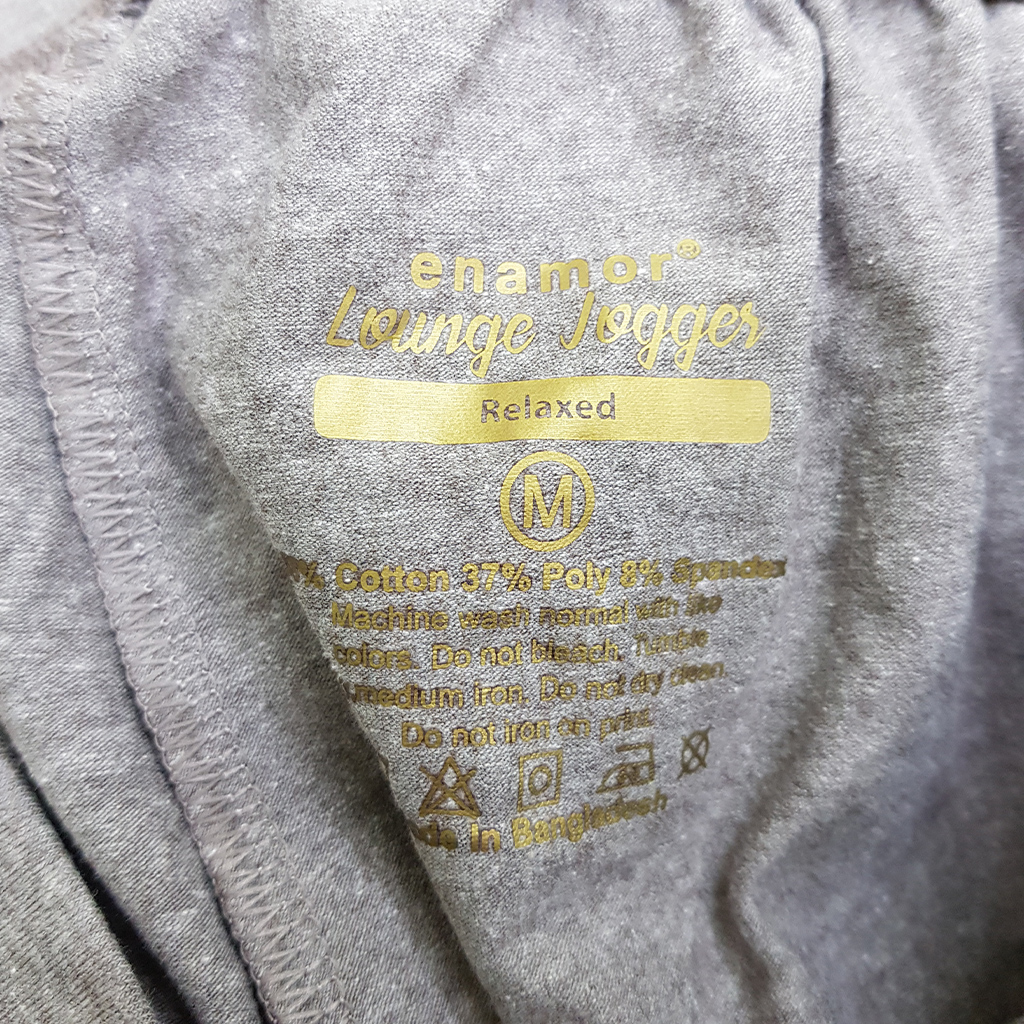 enamor®
Lounge Jogger
Relaxed
M
% Cotton 37% Poly 8% Spandex
Machine wash normal with like
colors. Do not bleach. Tumble
medium iron. Do not dry clean.
Do not iron on print.
In Bangladesh